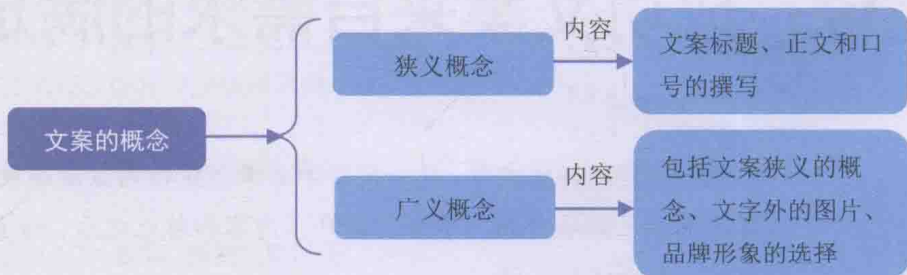 文案的概念
狭义概念
内容
文案标题、正文和口
号的撰写
广义概念
内容
包括文案狭义的概
念、文字外的图片、
品牌形象的选择